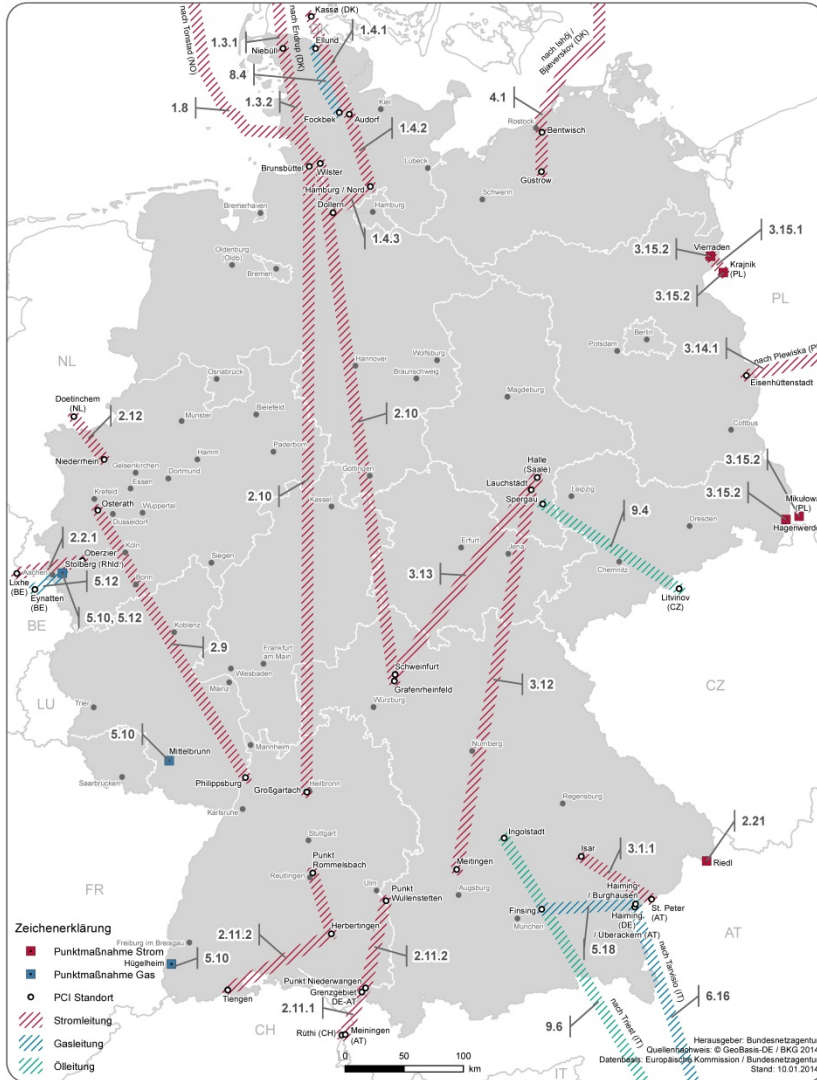 nach Tonstad (NO)
nach Endrup (DK)
Kassø (DK)
DK
nach Ishøj /
Bjæverskov (DK)
1.3.1
Niebüll
Ellund
1.4.1
8.4
1.3.2
1.8
4.1
Kiel
Fockbek
Audorf
Rostock
Bentwisch
1.4.2
Brunsbüttel
Wilster
Lübeck
Güstrow
Hamburg / Nord
Schwerin
Bremerhaven
Dollern
Hamburg
1.4.3
3.15.1
3.15.2
Vierraden
Oldenburg
(Oldb)
Bremen
Krajnik
(PL)
3.15.2
PL
NL
Berlin
3.14.1
Potsdam
nach Plewiska (P
Hannover
Wolfsburg
Braunschweig
Eisenhüttenstadt
Osnabrück
Magdeburg
Doetinchem
(NL)
2.12
Münster
Bielefeld
2.10
Cottbus
Niederrhein
Hamm
Paderborn
3.15.2
Gelsenkirchen
Dortmund
Essen
Göttingen
Halle
(Saale)
Lauchstädt
Spergau
Leipzig
Mikułowa
(PL)
2.10
Krefeld
Osterath
Wuppertal
Düsseldorf
Kassel
3.15.2
Hagenwerder
9.4
Dresden
2.2.1
Oberzier
Köln
Siegen
Erfurt
Jena
3.13
Chemnitz
Aachen
Stolberg (Rhld.)
Lixhe
(BE)
5.12
Bonn
Eynatten
(BE)
Litvinov
(CZ)
BE
5.10, 5.12
Koblenz
2.9
Frankfurt
am Main
Schweinfurt
Grafenrheinfeld
3.12
Wiesbaden
Mainz
CZ
LU
Trier
Würzburg
5.10
Mittelbrunn
Mannheim
Nürnberg
Saarbrücken
Philippsburg
Großgartach
Heilbronn
Karlsruhe
Regensburg
2.21
Stuttgart
Ingolstadt
Isar
3.1.1
Punkt
Rommelsbach
Riedl
Meitingen
Reutlingen
Ulm
Punkt
Wullenstetten
Augsburg
Haiming
/ Burghausen
FR
Finsing
St. Peter
(AT)
Haiming
(DE)
/ Überackern (AT)
AT
München
Zeichenerklärung
Herbertingen
5.18
Punktmaßnahme Strom
Freiburg im Breisgau
2.11.2
2.11.2
nach Tarvisio (IT)
Punktmaßnahme Gas
Hügelheim
5.10
Punkt Niederwangen
Grenzgebiet
DE-AT
6.16
PCI Standort
Tiengen
nach Triest (IT)
Stromleitung
2.11.1
9.6
Gasleitung
CH
Rüthi (CH)
Meiningen
(AT)
Herausgeber: Bundesnetzagentur
Quellennachweis: © GeoBasis-DE / BKG 2014
Ölleitung
0 50 100
km
Datenbasis: Europäische Kommission / Bundesnetzagentur
Stand: 10.01.2014
IT